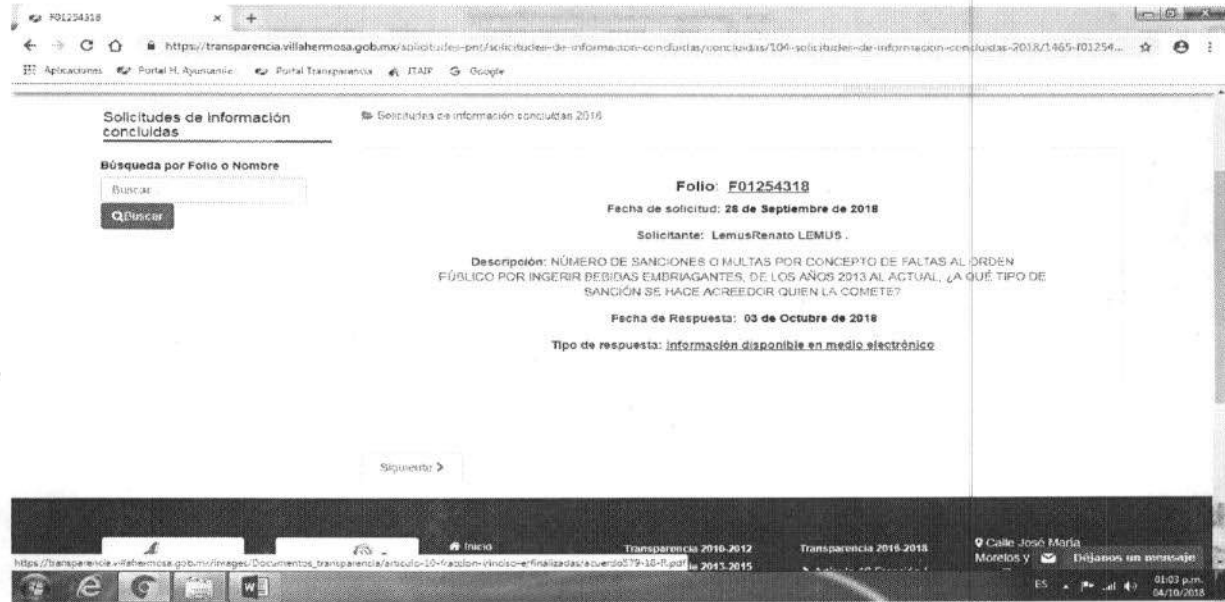 F01254318
https://transparencia.villahermosa.gob.mx/solicitudes-pnt/solicitudes-de-informacion-concluidas/concluidas/104-solicitudes-de-informacion-concluidas-2018/1465-f01254...
Aplicaciones Portal H. Ayuntamie Portal Transparencia ITAIP Google
Solicitudes de información
concluidas
Solicitudes de información concluidas 2018
Búsqueda por Folio o Nombre
Buscar
Buscar
Folio: F01254318
Fecha de solicitud: 28 de Septiembre de 2018
Solicitante: LemusRenato LEMUS .
Descripción: NÚMERO DE SANCIONES O MULTAS POR CONCEPTO DE FALTAS AL ORDEN
PÚBLICO POR INGERIR BEBIDAS EMBRIAGANTES, DE LOS AÑOS 2013 AL ACTUAL, ¿A QUÉ TIPO DE
SANCIÓN SE HACE ACREEDOR QUIEN LA COMETE?
Fecha de Respuesta: 03 de Octubre de 2018
Tipo de respuesta: Información disponible en medio electrónico
Siguiente
Inicio
Transparencia 2010-2012
Transparencia 2016-2018
Calle José María
Morelos y
Déjanos un mensaje
2013-2015
ES
01:03 p.m.
04/10/2018